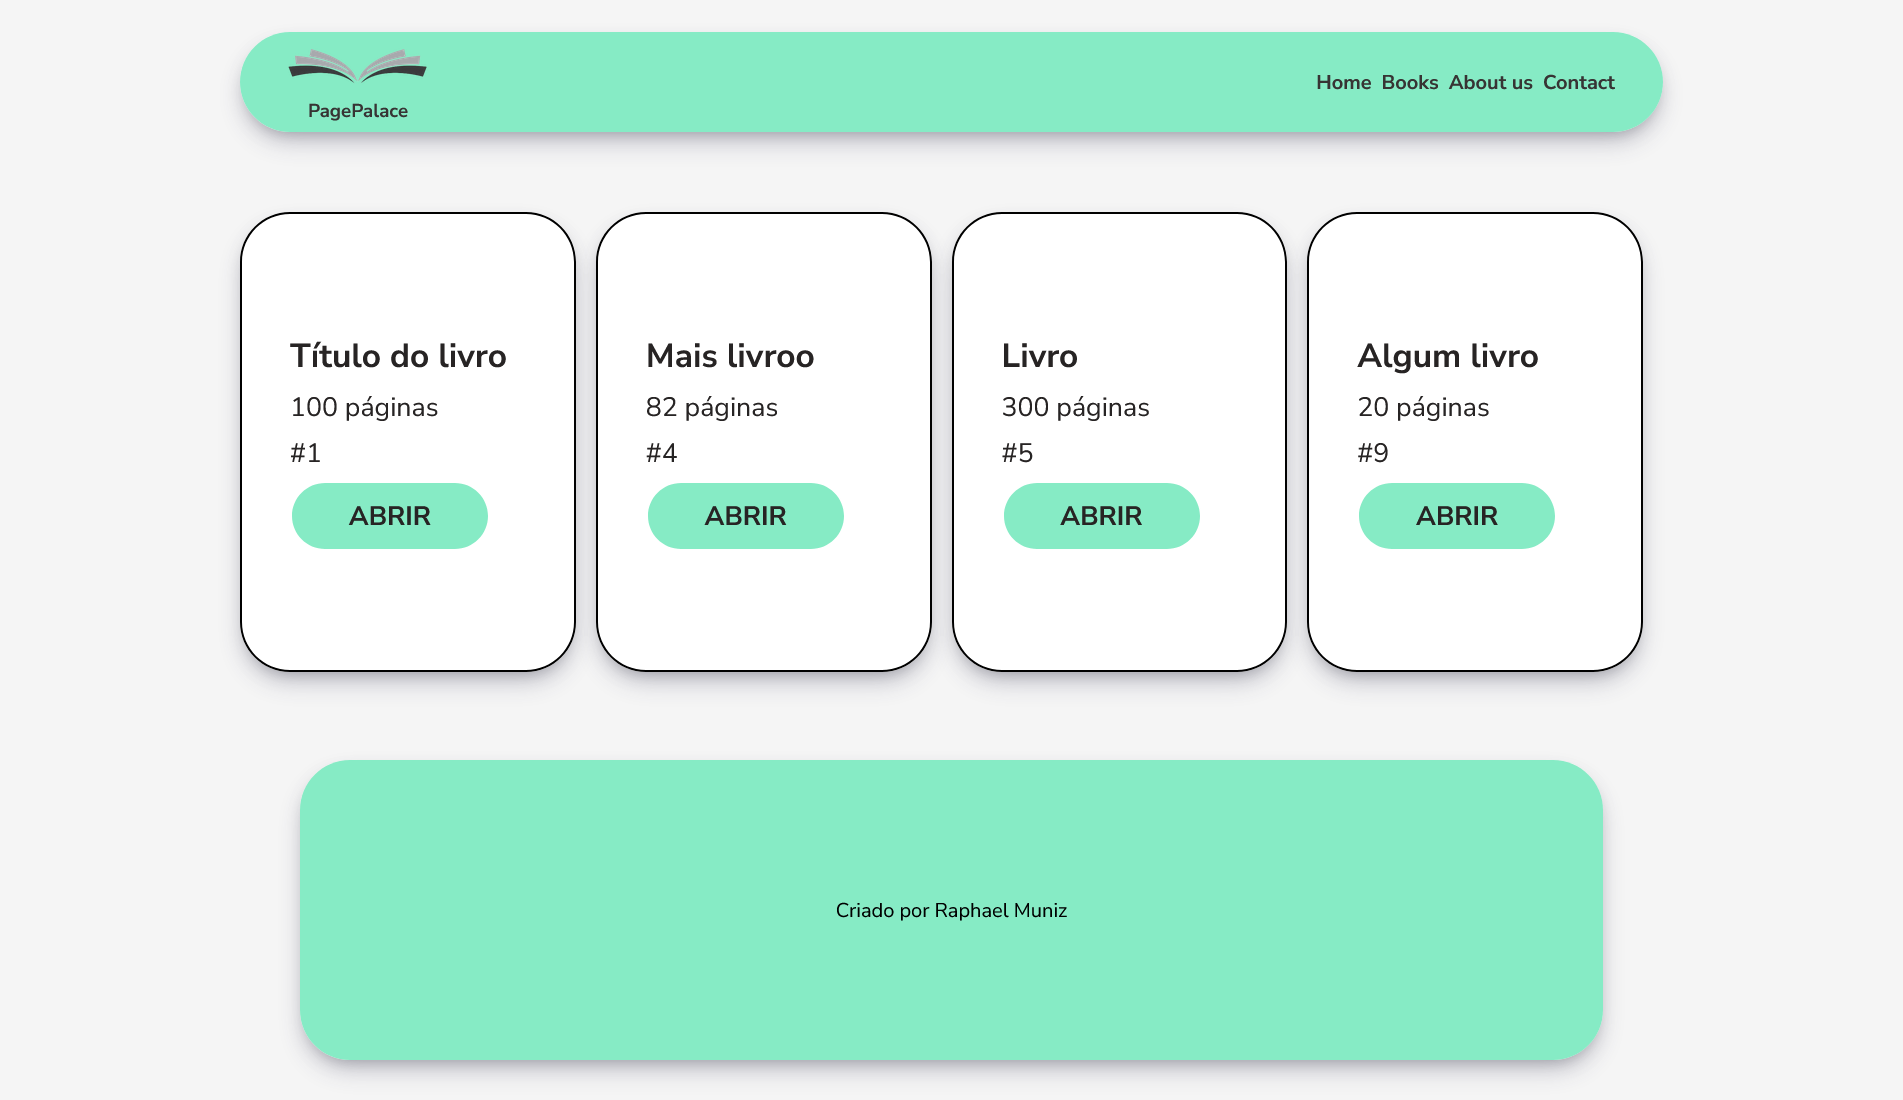 PagePalace
Home Books About us Contact
Título do livro
100 páginas
#1
ABRIR
Mais livroo
82 páginas
#4
ABRIR
Livro
300 páginas
#5
ABRIR
Algum livro
20 páginas
#9
ABRIR
Criado por Raphael Muniz